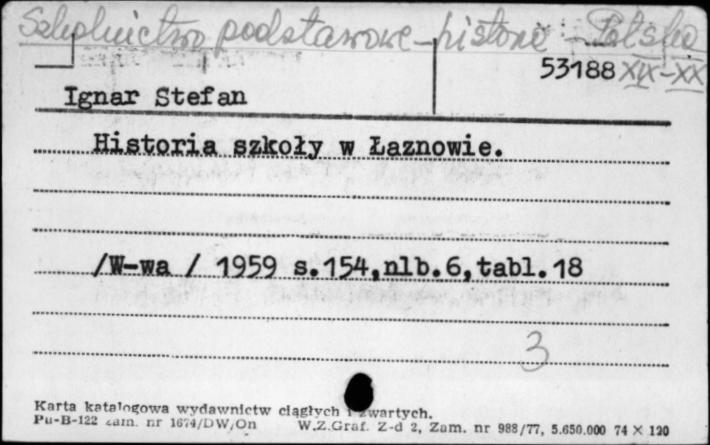 Szkolnictwo podstawowe - historia - Polska
53188 XIX-XX
Ignar Stefan
Historia szkoły w Łaznowie.
/W-wa / 1959 s.154,nlb.6,tabl.18
3
Karta katalogowa wydawnictw ciągłych i zwartych.
Pu-B-122 zam. nr 1674/DW/On W.Z.Graf. Z-d 2, Zam. nr 988/77, 5.650.000 74 × 120